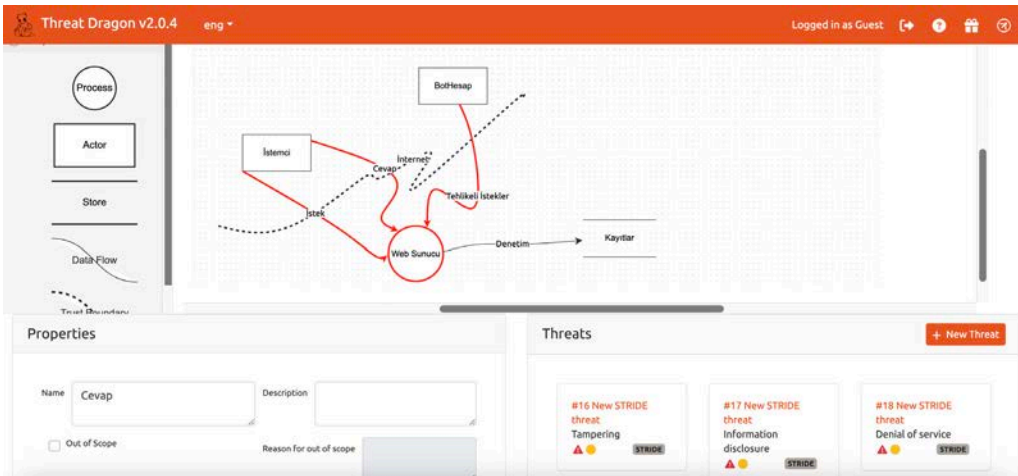 Threat Dragon v2.0.4
eng
Logged in as Guest
Process
Actor
Store
Data Flow
Trust Boundary
BotHesap
İstemci
İnternet
Cevap
Tehlikeli İstekler
İstek
Web Sunucu
Denetim
Kayıtlar
Properties
Name
Cevap
Description
Out of Scope
Reason for out of scope
Threats
+ New Threat
#16 New STRIDE
threat
Tampering
STRIDE
#17 New STRIDE
threat
Information
disclosure
STRIDE
#18 New STRIDE
threat
Denial of service
STRIDE